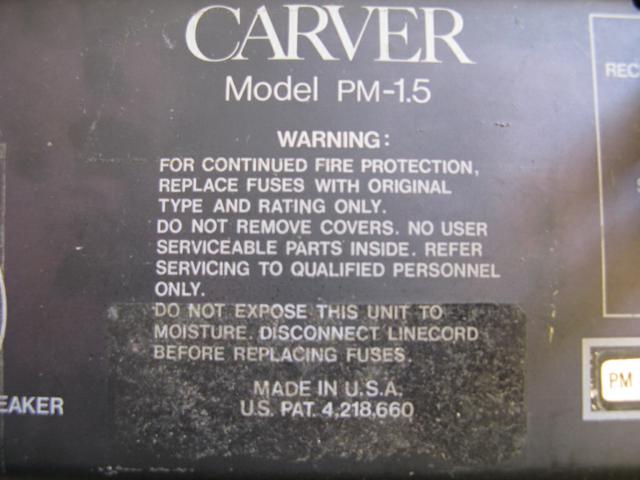 CARVER
Model PM-1.5
WARNING:
FOR CONTINUED FIRE PROTECTION,
REPLACE FUSES WITH ORIGINAL
TYPE AND RATING ONLY.
DO NOT REMOVE COVERS. NO USER
SERVICEABLE PARTS INSIDE. REFER
SERVICING TO QUALIFIED PERSONNEL
ONLY.
DO NOT EXPOSE THIS UNIT TO
MOISTURE. DISCONNECT LINECORD
BEFORE REPLACING FUSES.
MADE IN U.S.A.
U.S. PAT. 4,218,660
EAKER
REC
PM